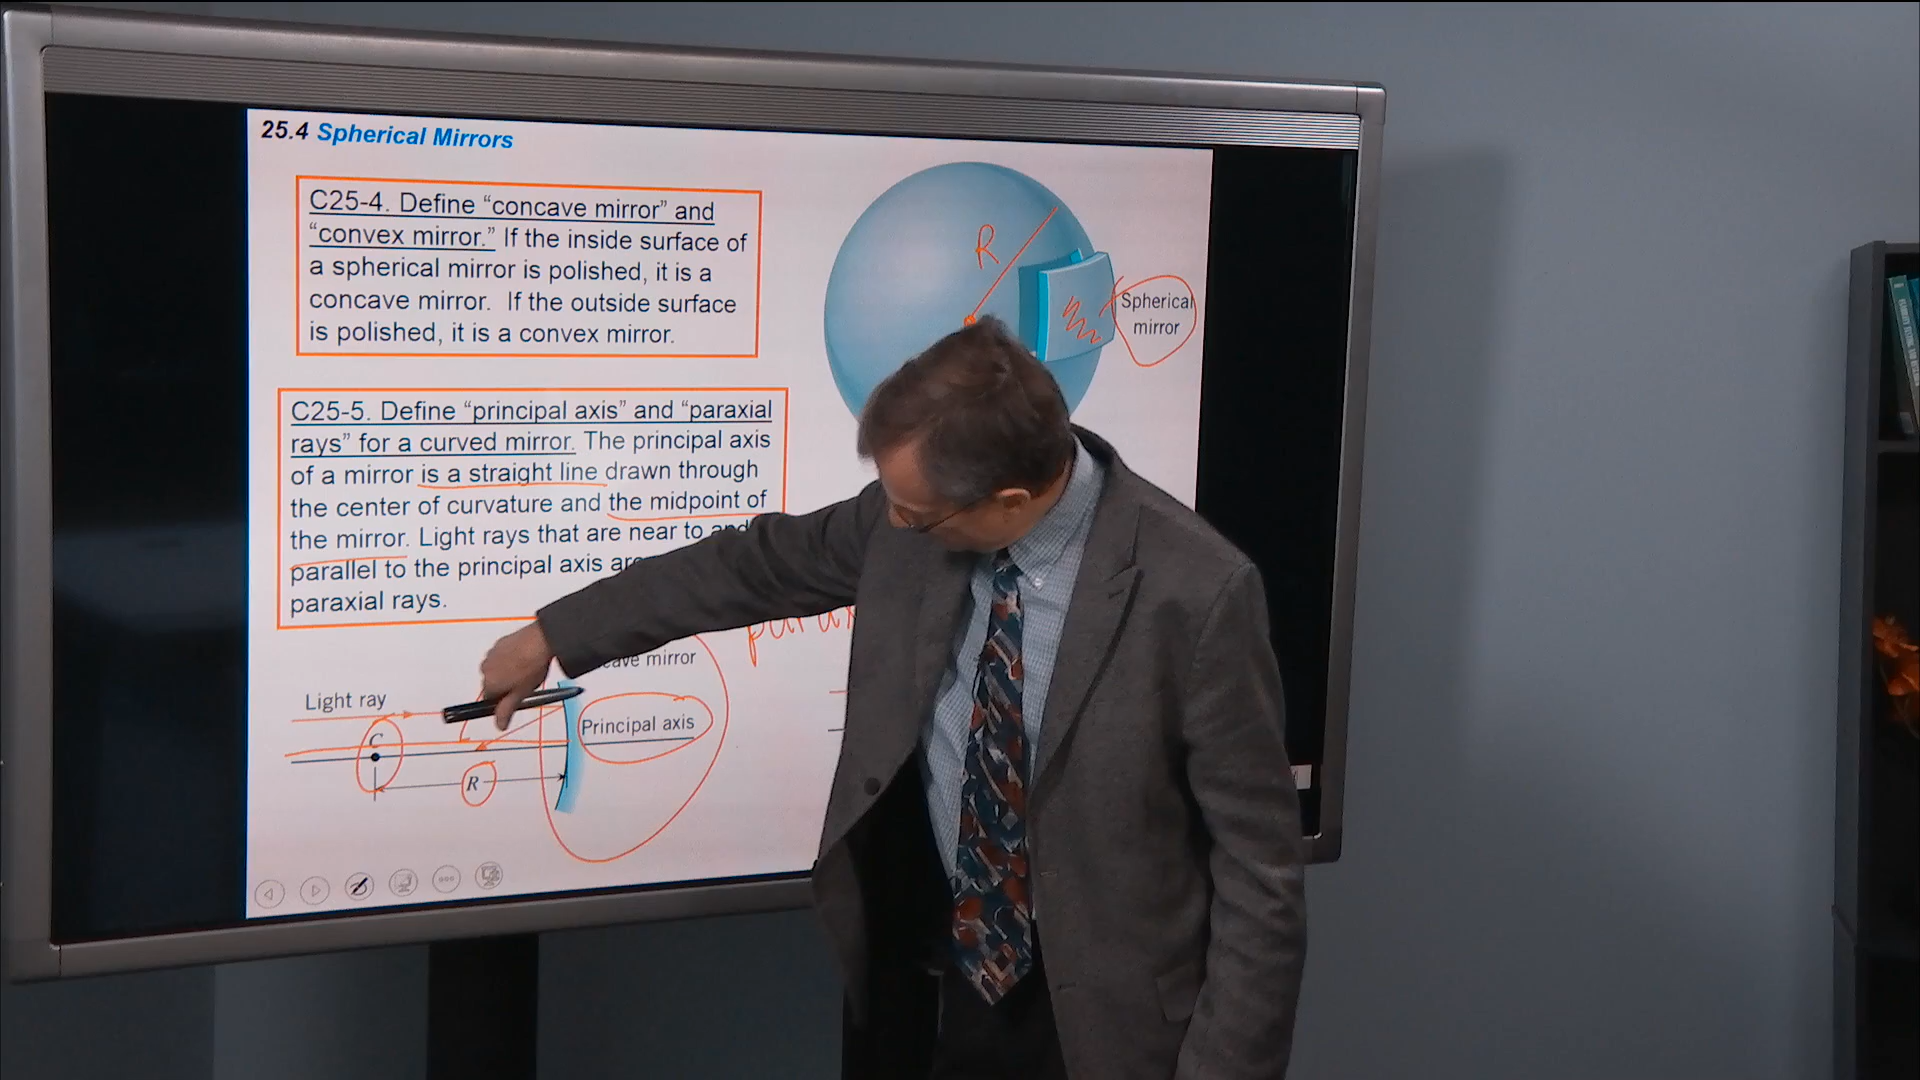 25.4 Spherical Mirrors
C25-4. Define “concave mirror” and
“convex mirror.” If the inside surface of
a spherical mirror is polished, it is a
concave mirror. If the outside surface
is polished, it is a convex mirror.
R
Spherical
mirror
C25-5. Define “principal axis” and “paraxial
rays” for a curved mirror. The principal axis
of a mirror is a straight line drawn through
the center of curvature and the midpoint of
the mirror. Light rays that are near to and
parallel to the principal axis are
paraxial rays.
mirror
Light ray
Principal axis
C
R